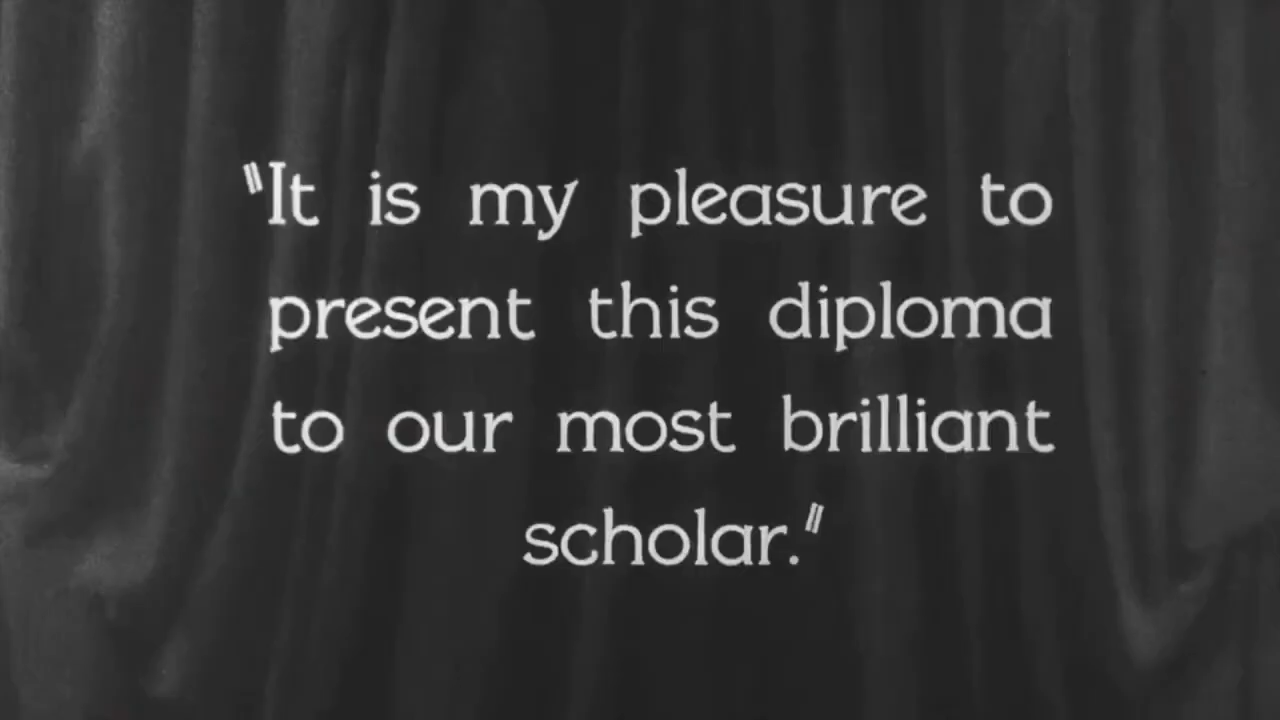 "It is my pleasure to
present this diploma
to our most brilliant
scholar."